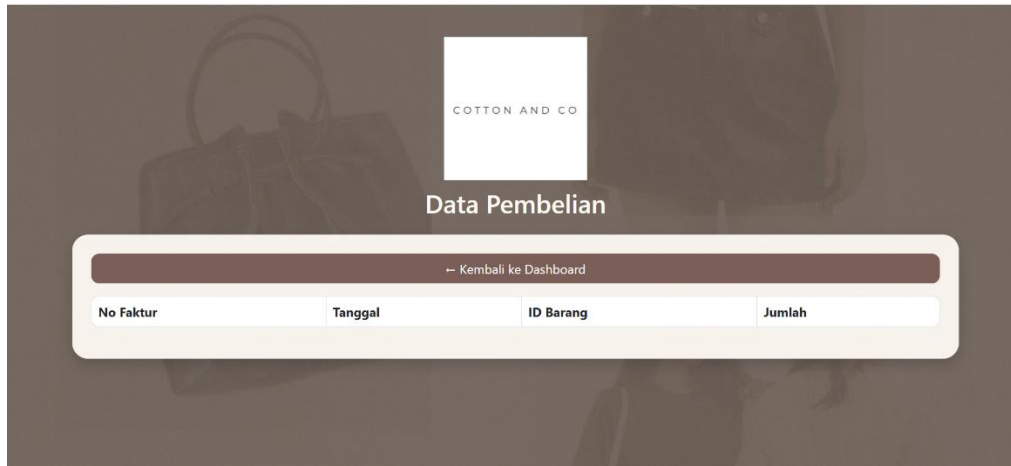 COTTON AND CO
Data Pembelian
← Kembali ke Dashboard
No Faktur Tanggal ID Barang Jumlah